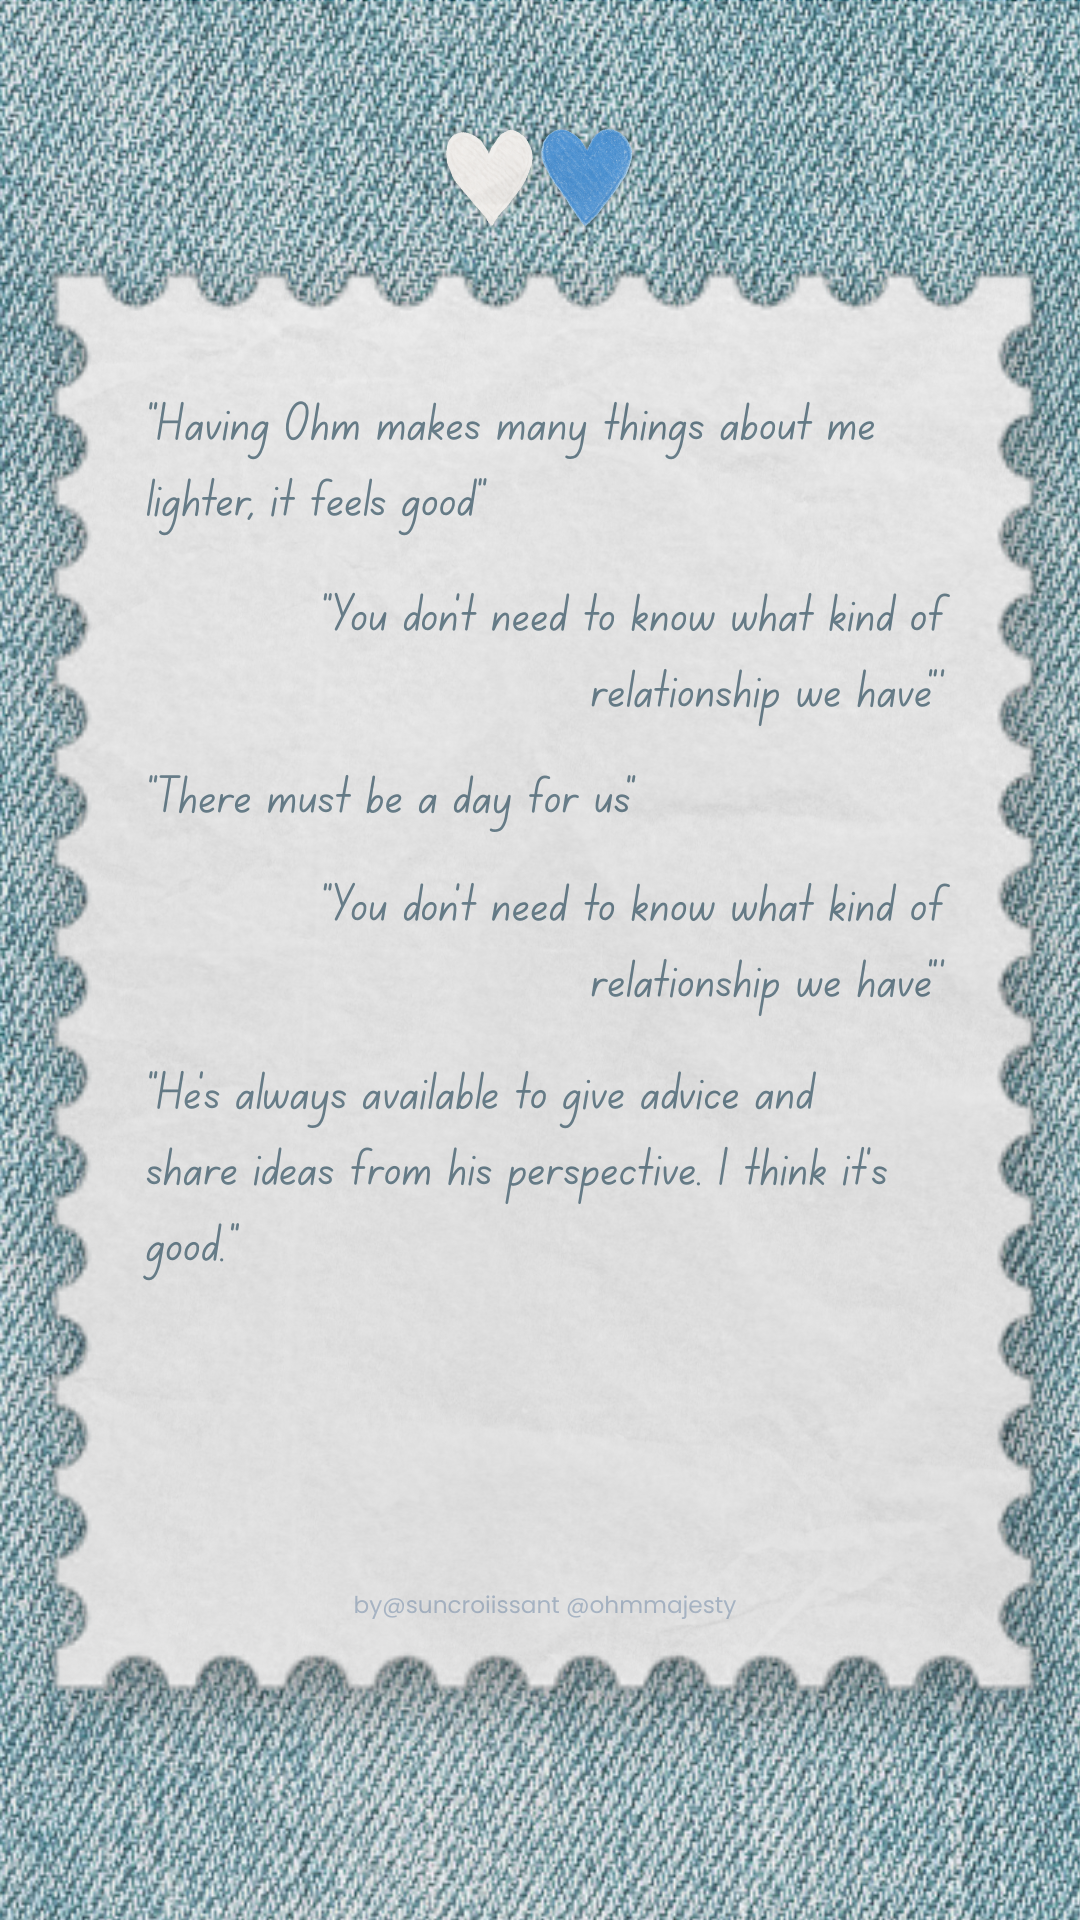 "Having Ohm makes many things about me
lighter, it feels good"
"You don't need to know what kind of
relationship we have"'
"There must be a day for us"
"You don't need to know what kind of
relationship we have"'
"He's always available to give advice and
share ideas from his perspective. I think it's
good."
by@suncroiissant @ohmmajesty